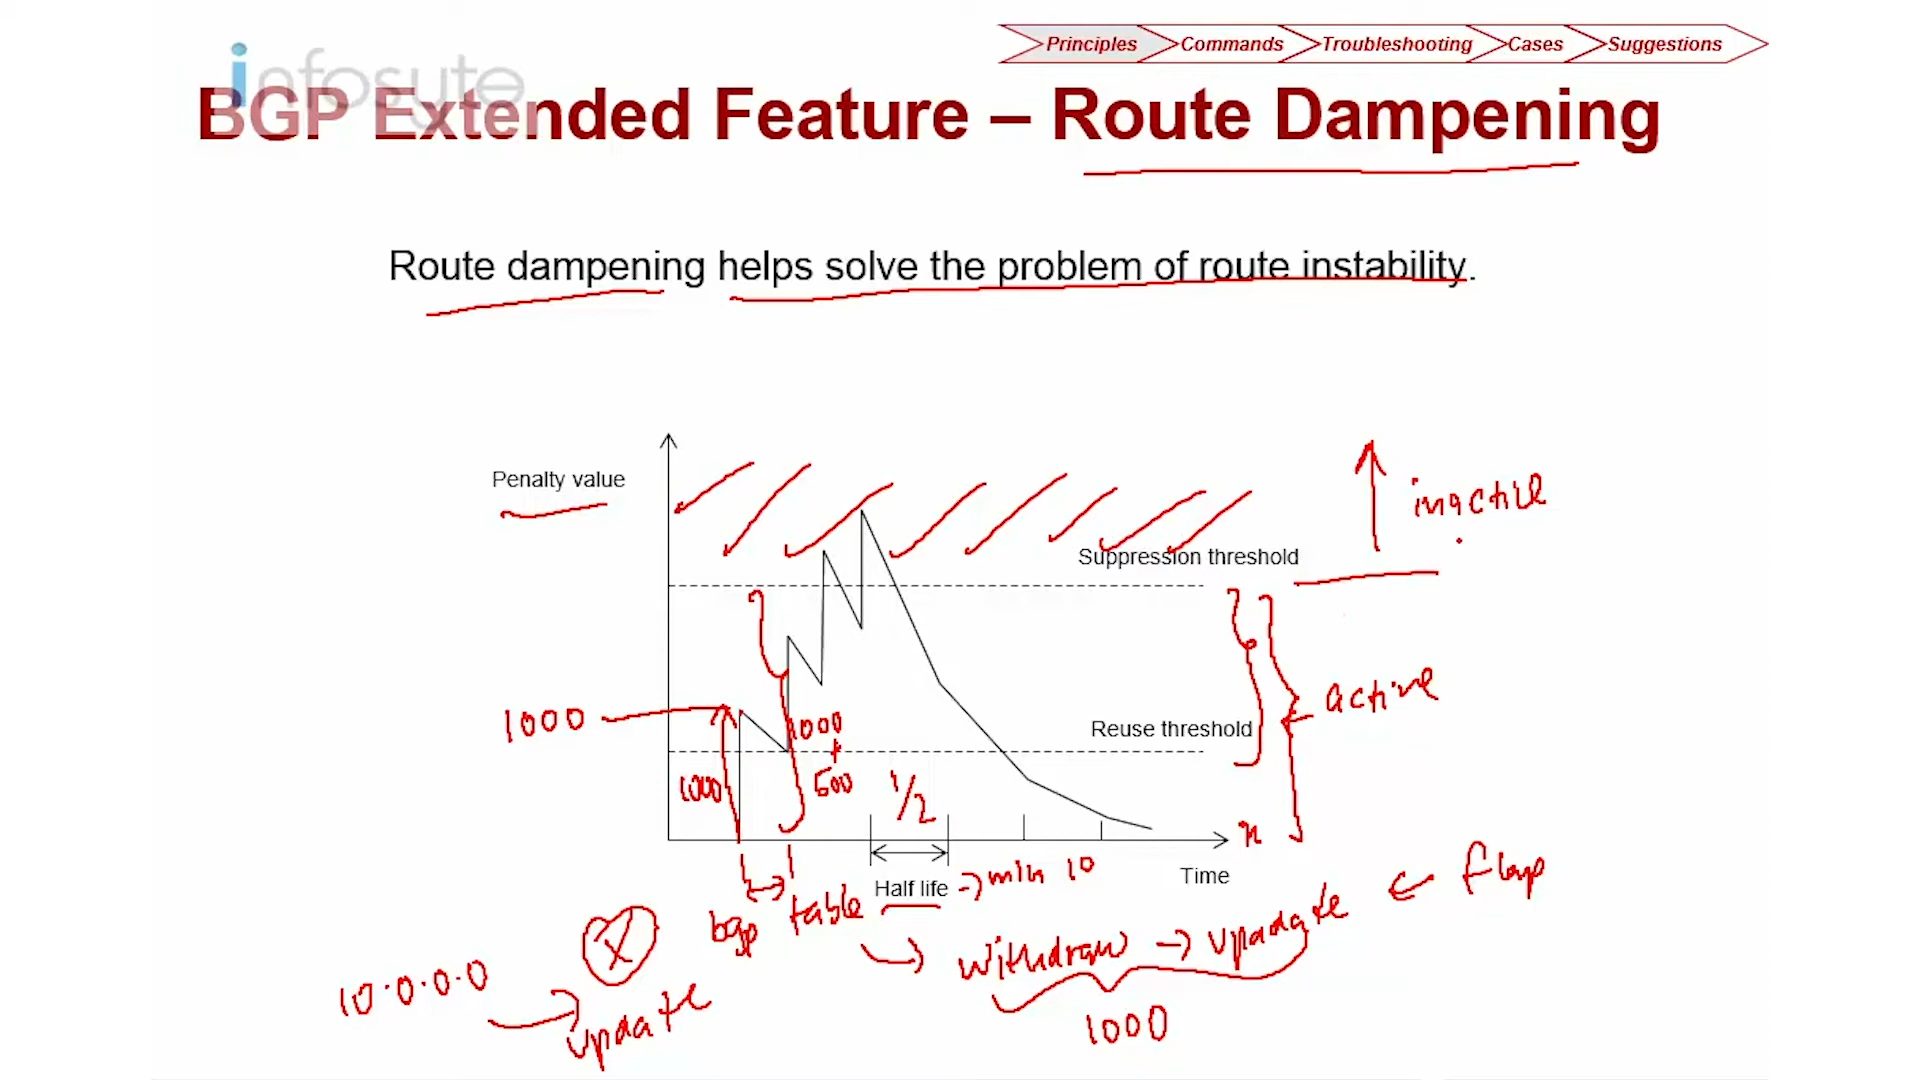 Principles Commands Troubleshooting Cases Suggestions
infosyte
BGP Extended Feature – Route Dampening
Route dampening helps solve the problem of route instability.
Penalty value
inactive
Suppression threshold
active
1000
1000
+
500
Reuse threshold
1000
1/2
n
Time
Half life → min 10
flap
bgp table
withdraw → update
10.0.0.0
X
update
1000